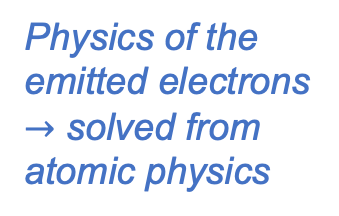 Physics of the
emitted electrons
→ solved from
atomic physics